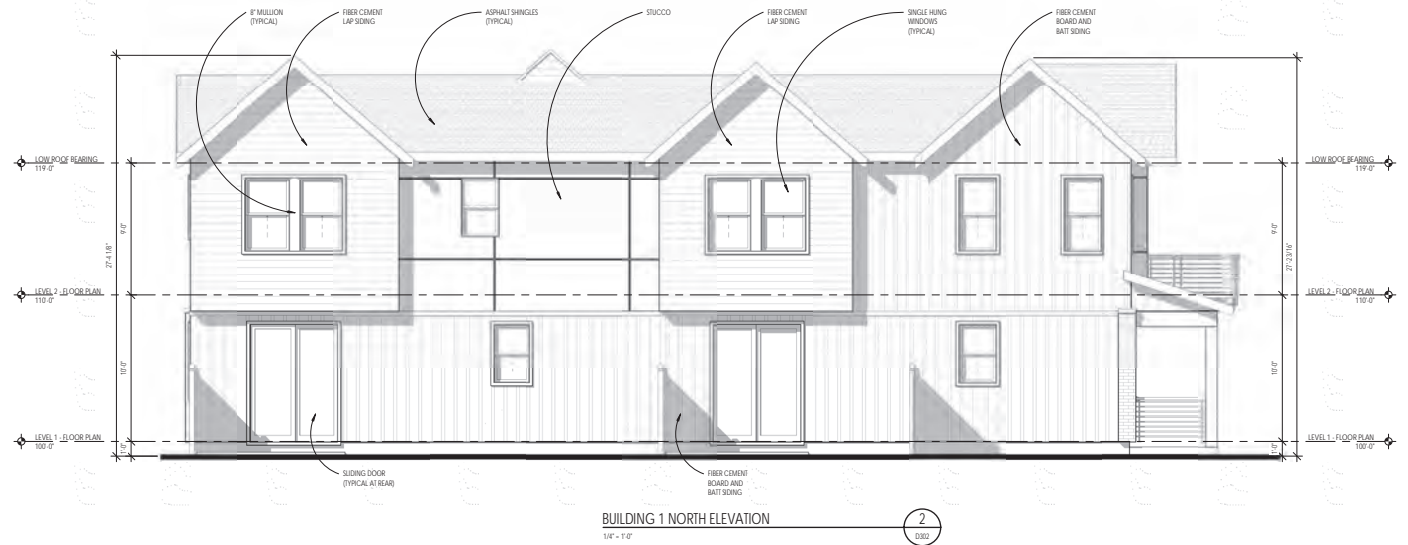 8" MULLION
(TYPICAL)
FIBER CEMENT
LAP SIDING
ASPHALT SHINGLES
(TYPICAL)
STUCCO
FIBER CEMENT
LAP SIDING
SINGLE HUNG
WINDOWS
(TYPICAL)
FIBER CEMENT
BOARD AND
BATT SIDING
LOW ROOF BEARING
119'-0"
LOW ROOF BEARING
119'-0"
9'-0"
27'-4 1/8"
9'-0"
27'-2 3/16"
LEVEL 2 - FLOOR PLAN
110'-0"
LEVEL 2 - FLOOR PLAN
110'-0"
10'-0"
10'-0"
LEVEL 1 - FLOOR PLAN
100'-0"
LEVEL 1 - FLOOR PLAN
100'-0"
1'-0"
1'-0"
SLIDING DOOR
(TYPICAL AT REAR)
FIBER CEMENT
BOARD AND
BATT SIDING
BUILDING 1 NORTH ELEVATION
1/4" = 1'-0"
2
D302